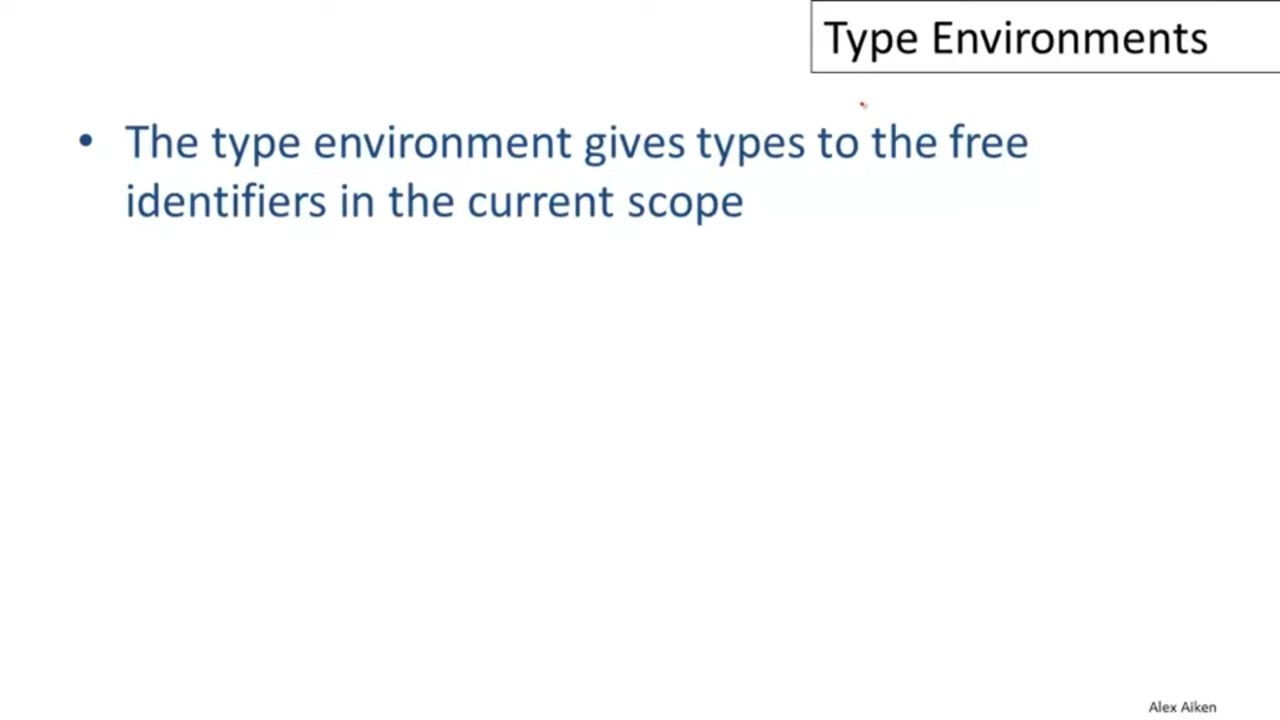 Type Environments
• The type environment gives types to the free
identifiers in the current scope
Alex Aiken